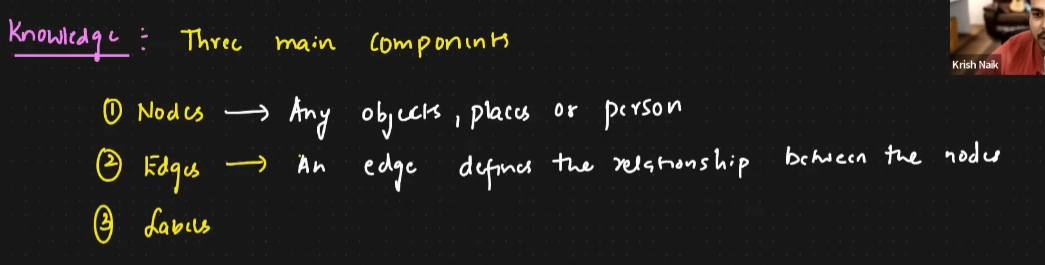 Knowledge : Three main components
Krish Naik
① Nodes → Any objects, places or person
② Edges → An edge defines the relationship between the nodes
③ Labels